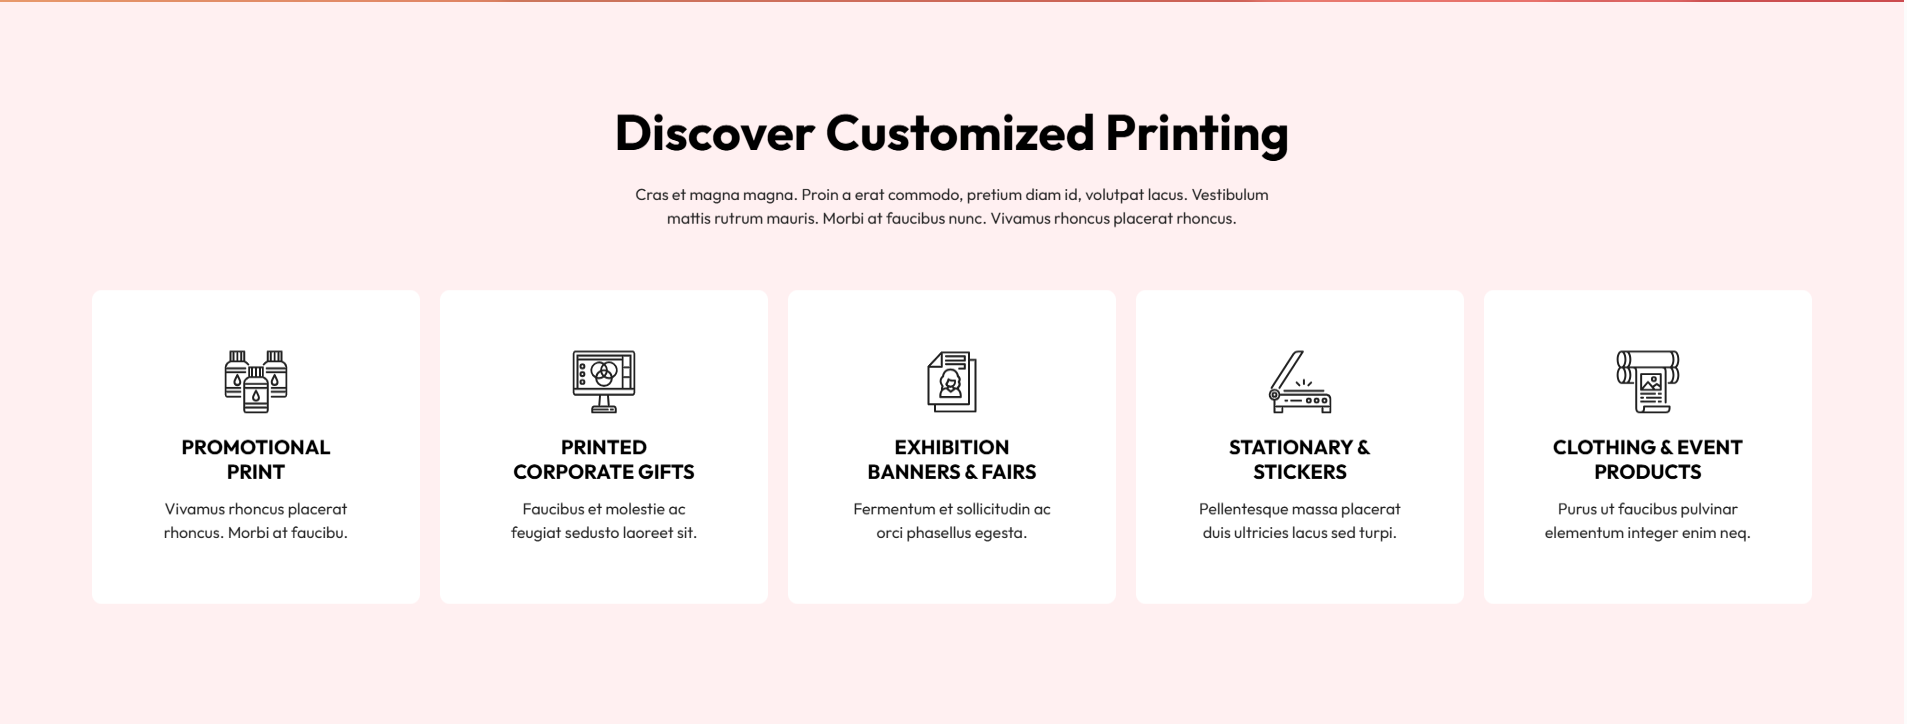 Discover Customized Printing
Cras et magna magna. Proin a erat commodo, pretium diam id, volutpat lacus. Vestibulum
mattis rutrum mauris. Morbi at faucibus nunc. Vivamus rhoncus placerat rhoncus.
PROMOTIONAL
PRINT
Vivamus rhoncus placerat
rhoncus. Morbi at faucibu.
PRINTED
CORPORATE GIFTS
Faucibus et molestie ac
feugiat sedusto laoreet sit.
EXHIBITION
BANNERS & FAIRS
Fermentum et sollicitudin ac
orci phasellus egesta.
STATIONARY &
STICKERS
Pellentesque massa placerat
duis ultricies lacus sed turpi.
CLOTHING & EVENT
PRODUCTS
Purus ut faucibus pulvinar
elementum integer enim neq.